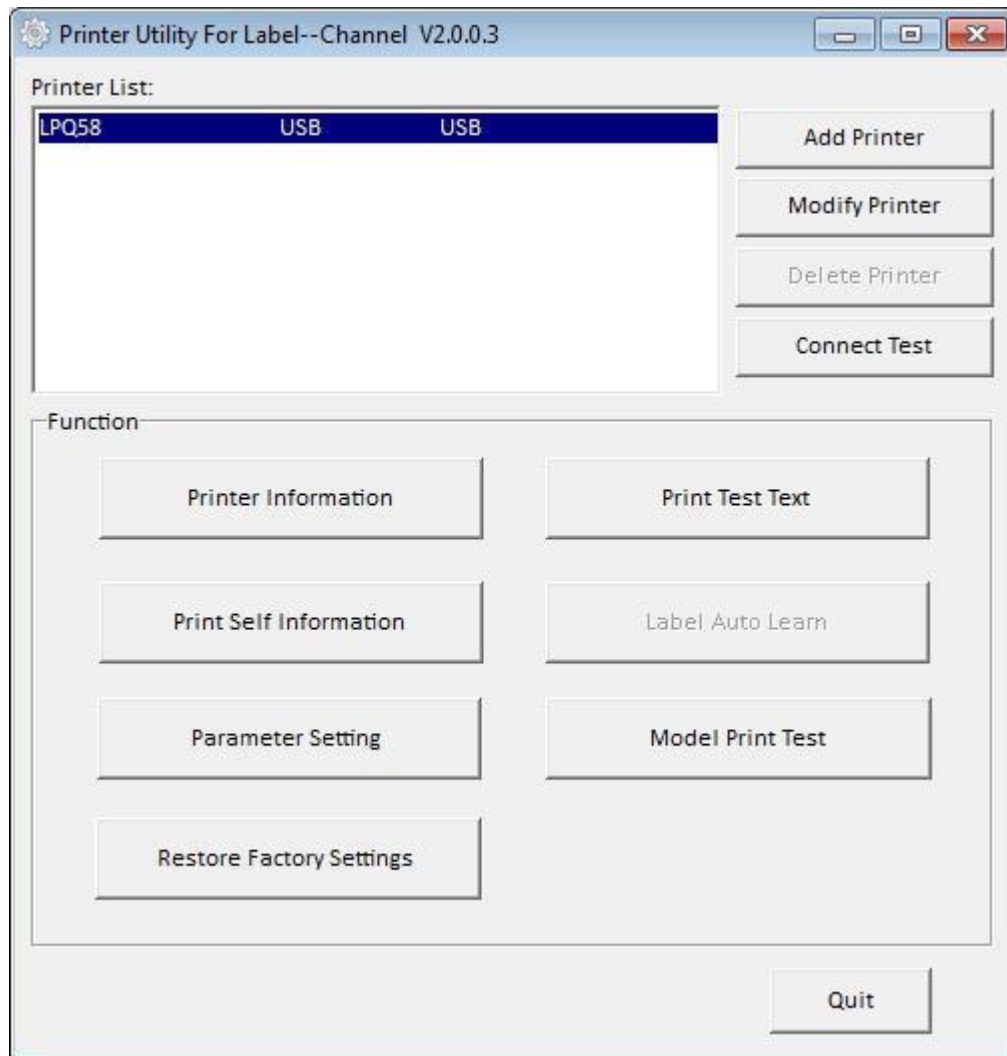 Printer Utility For Label--Channel V2.0.0.3
Printer List:
LPQ58 USB USB
Add Printer
Modify Printer
Delete Printer
Connect Test
Function
Printer Information
Print Test Text
Print Self Information
Label Auto Learn
Parameter Setting
Model Print Test
Restore Factory Settings
Quit